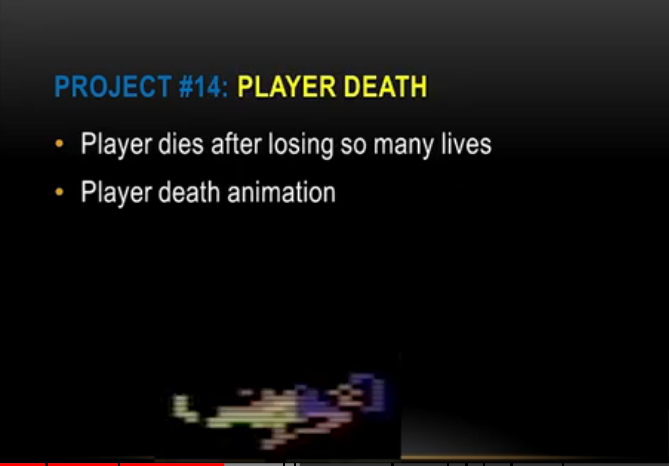 PROJECT #14: PLAYER DEATH
• Player dies after losing so many lives
• Player death animation